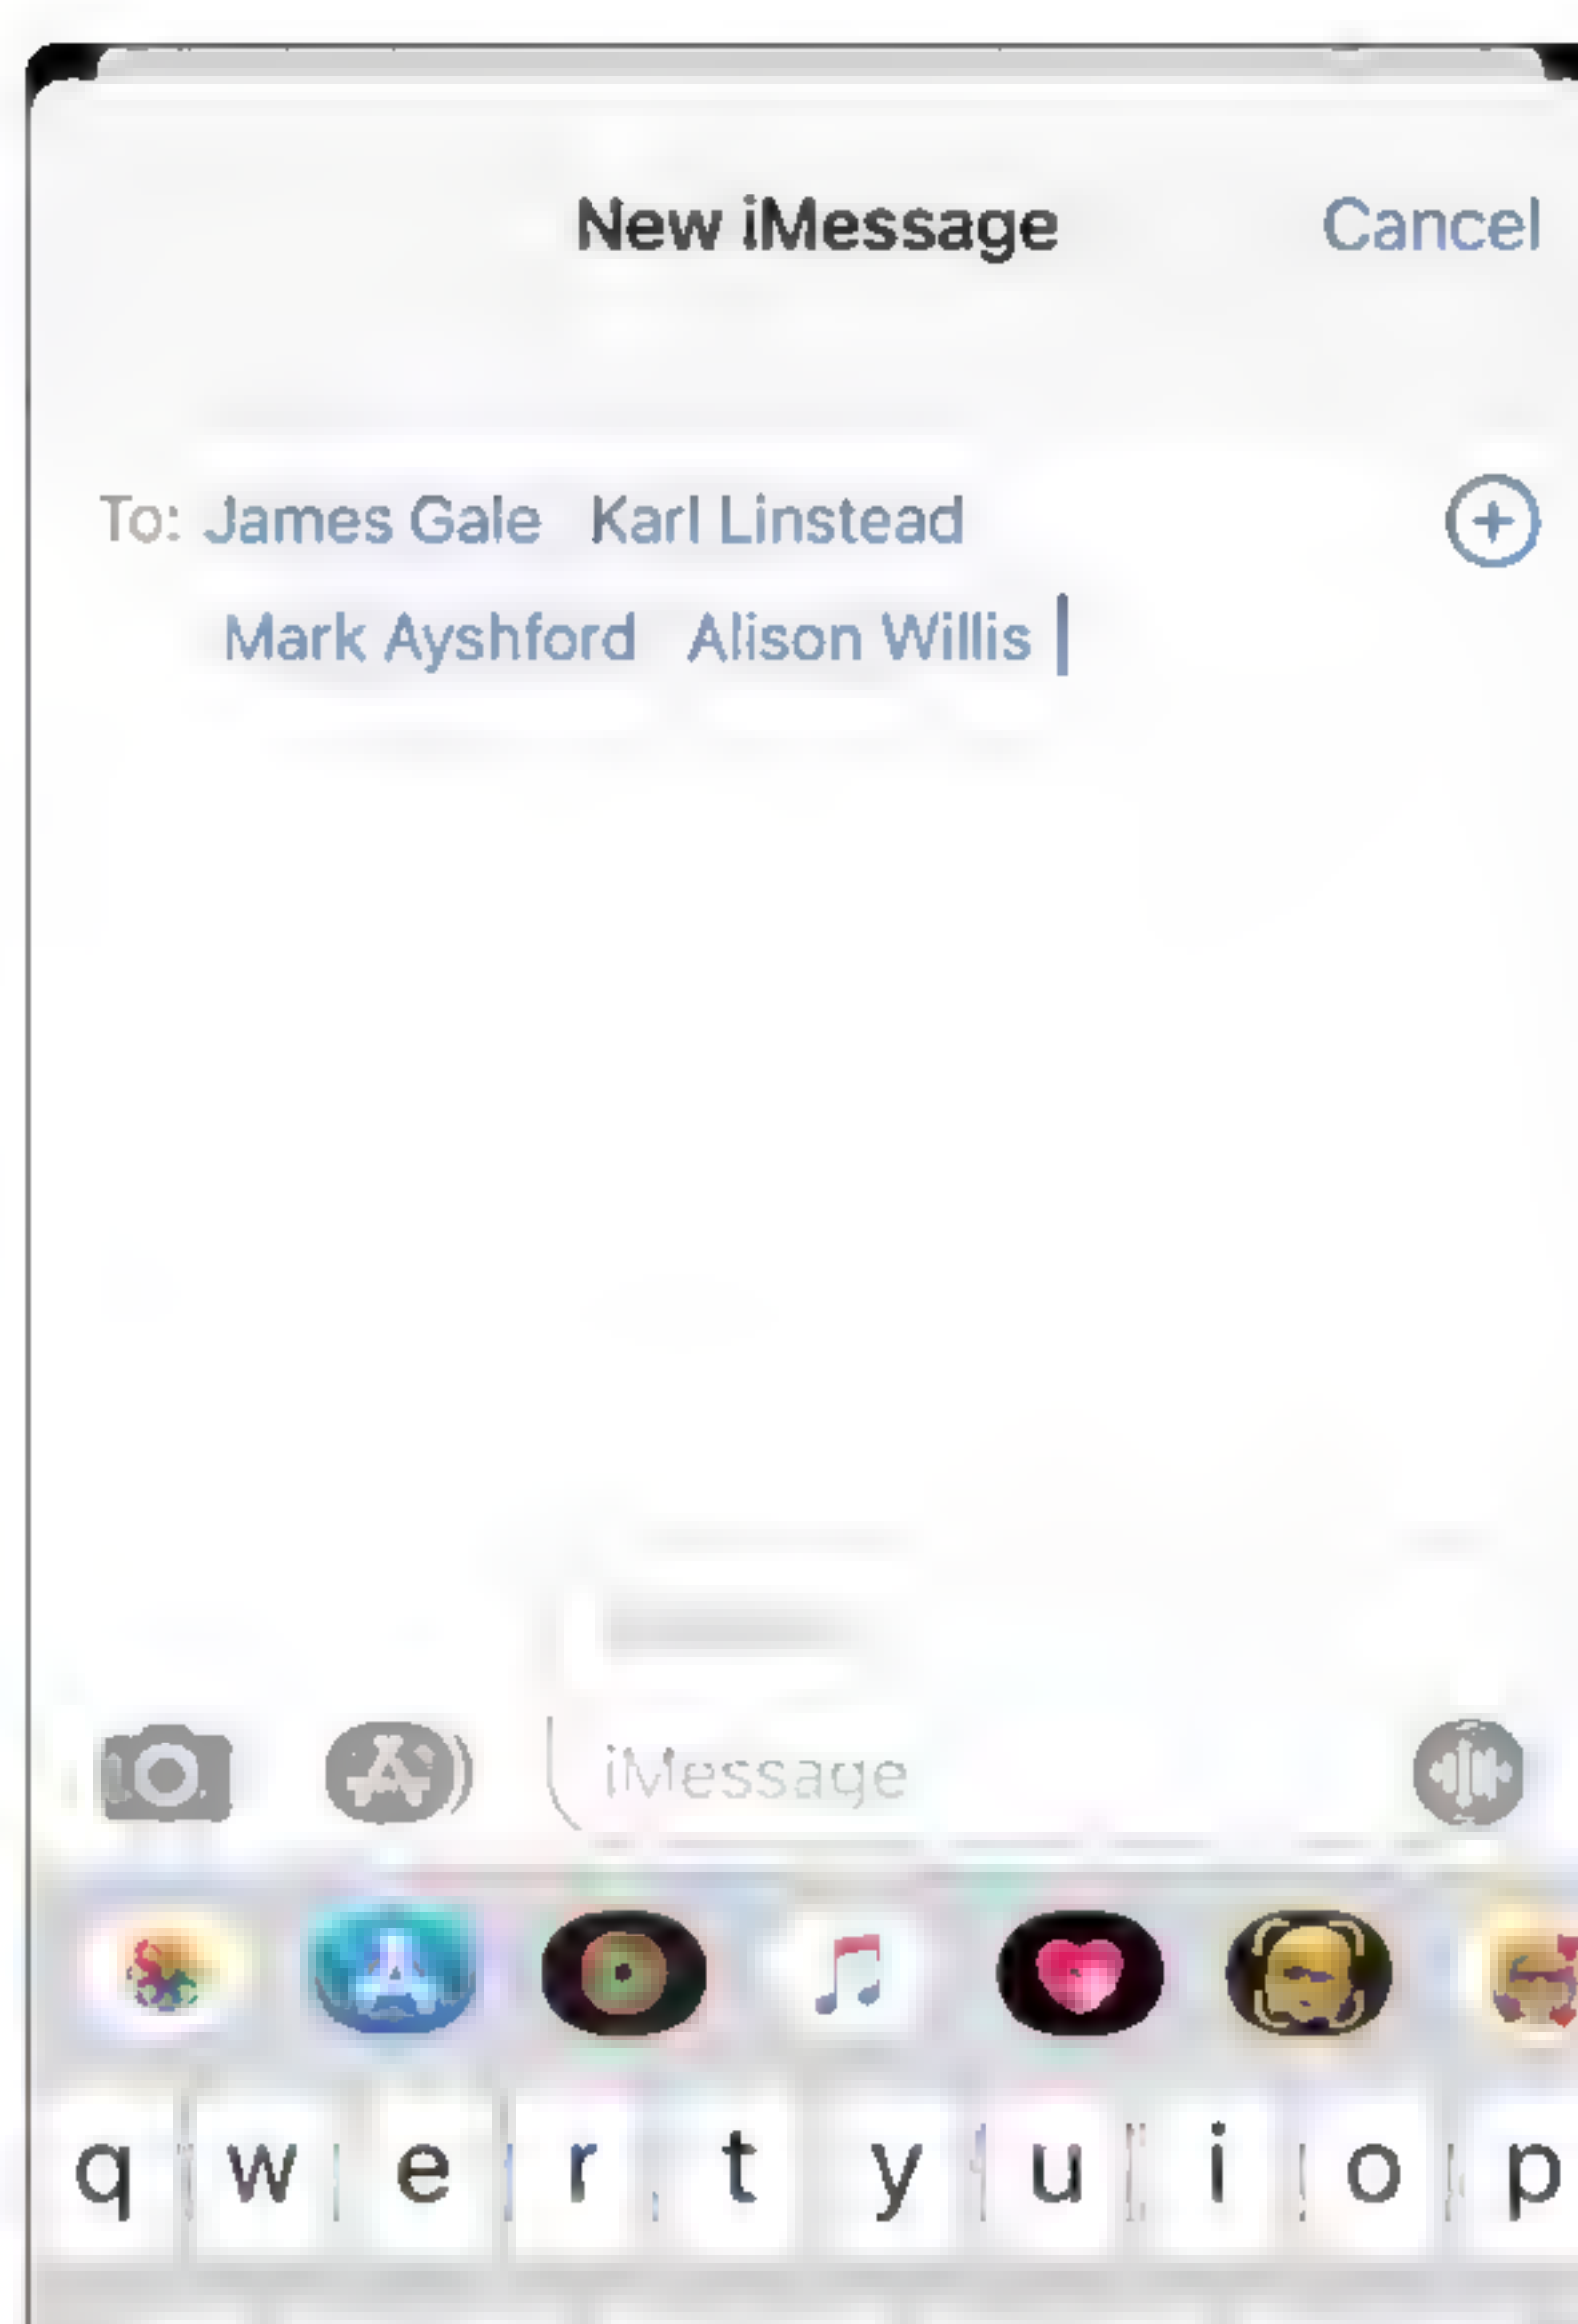 New iMessage Cancel
To: James Gale Karl Linstead
Mark Ayshford Alison Willis
iMessage
q w e r t y u i o p